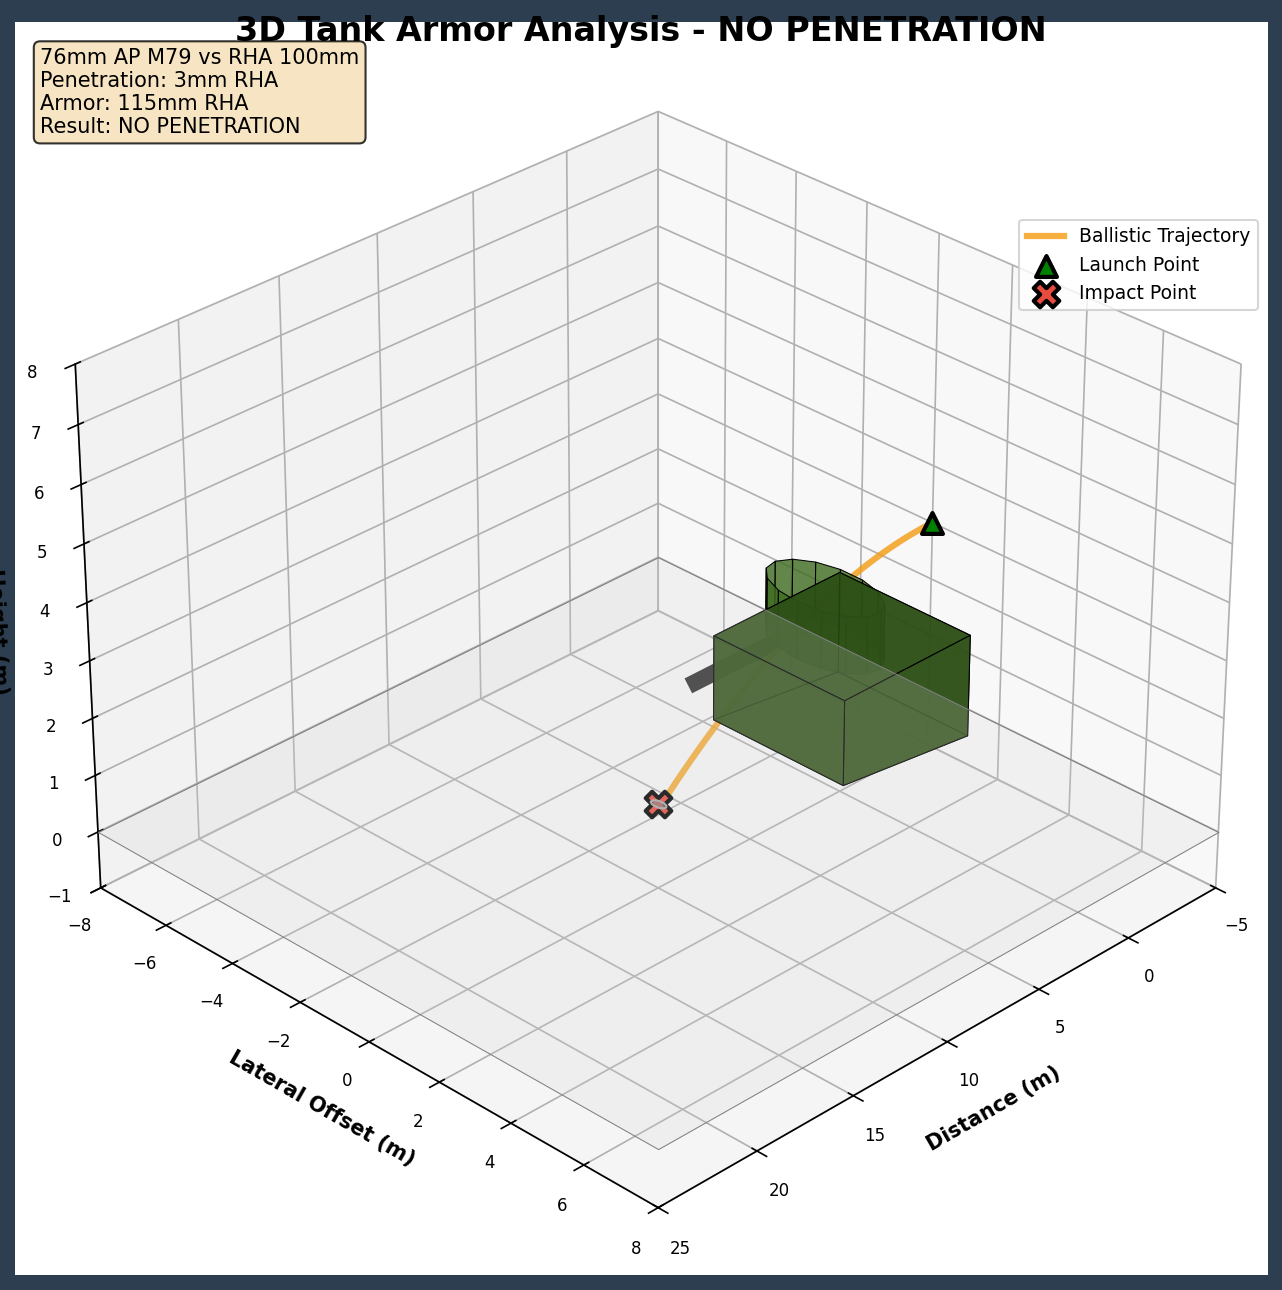 3D Tank Armor Analysis - NO PENETRATION
76mm AP M79 vs RHA 100mm
Penetration: 3mm RHA
Armor: 115mm RHA
Result: NO PENETRATION
Ballistic Trajectory
Launch Point
Impact Point
8
7
6
5
4
3
2
1
0
−1
−8
−6
−4
−2
0
2
4
6
8
Lateral Offset (m)
25
20
15
10
5
0
−5
Distance (m)